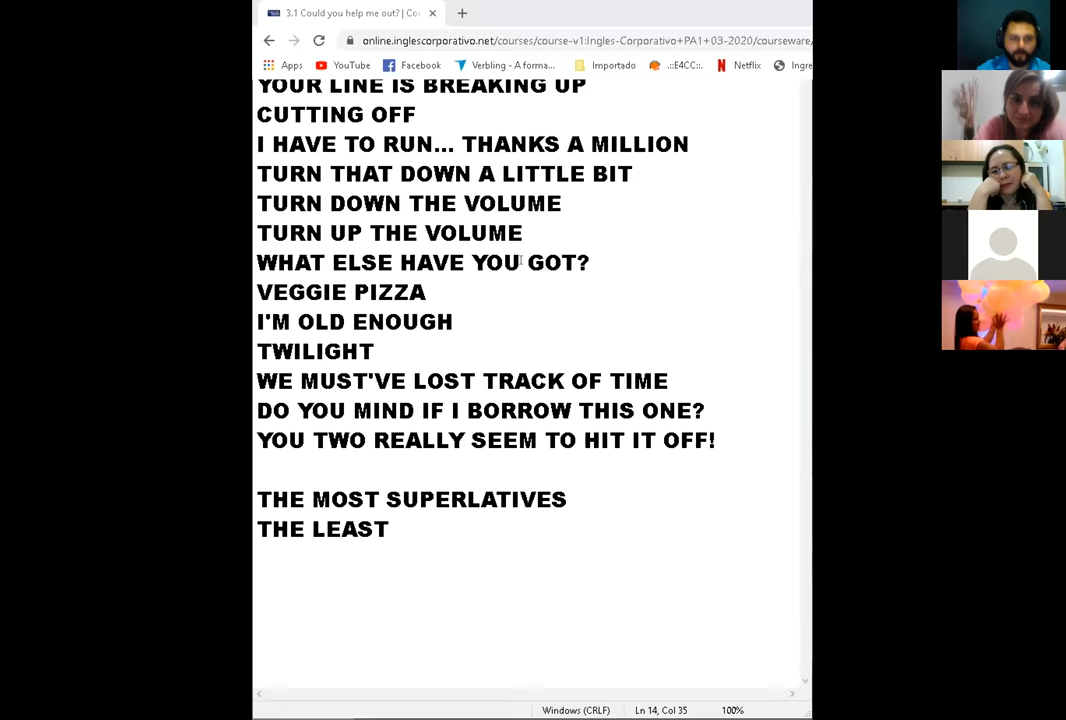 3.1 Could you help me out? | Co
online.inglescorporativo.net/courses/course-v1:Ingles-Corporativo+PA1+03-2020/courseware/
Apps YouTube Facebook Verbling - A forma... Importado .::E4CC::. Netflix Ingre
YOUR LINE IS BREAKING UP
CUTTING OFF
I HAVE TO RUN... THANKS A MILLION
TURN THAT DOWN A LITTLE BIT
TURN DOWN THE VOLUME
TURN UP THE VOLUME
WHAT ELSE HAVE YOU GOT?
VEGGIE PIZZA
I'M OLD ENOUGH
TWILIGHT
WE MUST'VE LOST TRACK OF TIME
DO YOU MIND IF I BORROW THIS ONE?
YOU TWO REALLY SEEM TO HIT IT OFF!
THE MOST SUPERLATIVES
THE LEAST
Windows (CRLF) Ln 14, Col 35 100%